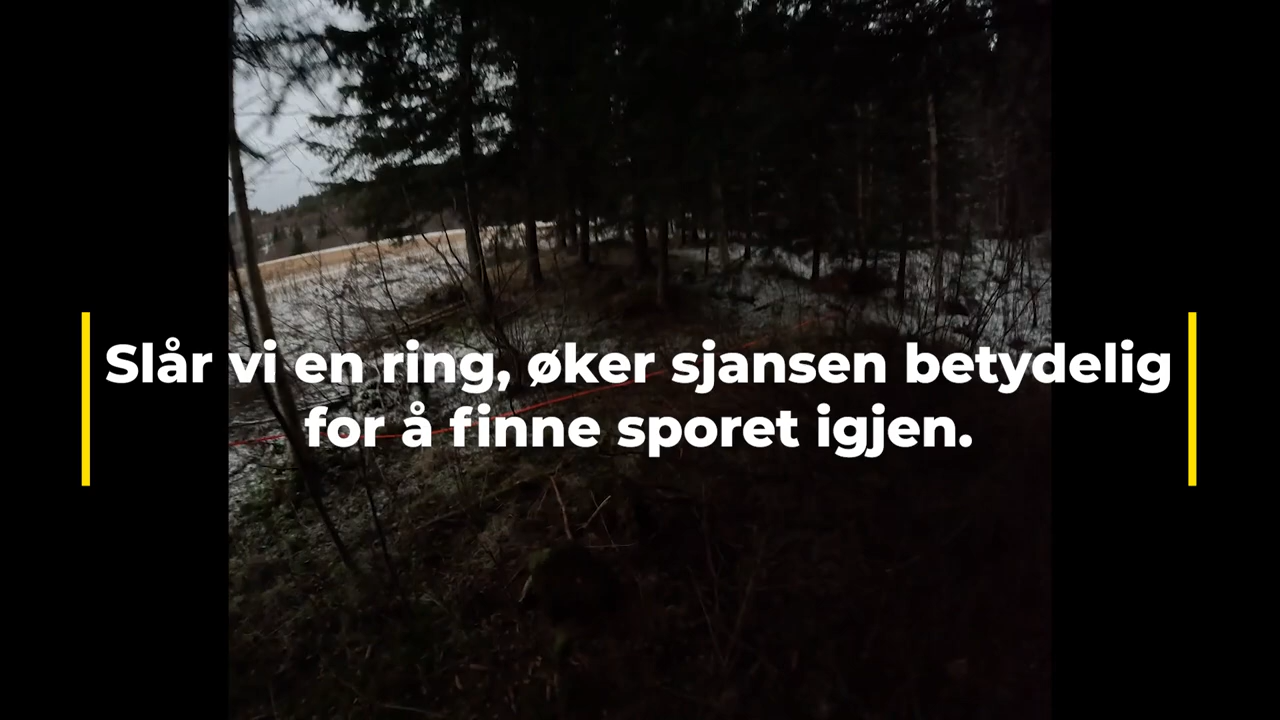 Slår vi en ring, øker sjansen betydelig
for å finne sporet igjen.